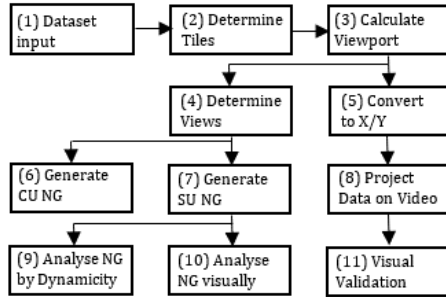 (1) Dataset
input
(2) Determine
Tiles
(3) Calculate
Viewport
(4) Determine
Views
(5) Convert
to X/Y
(6) Generate
CU NG
(7) Generate
SU NG
(8) Project
Data on Video
(9) Analyse NG
by Dynamicity
(10) Analyse
NG visually
(11) Visual
Validation